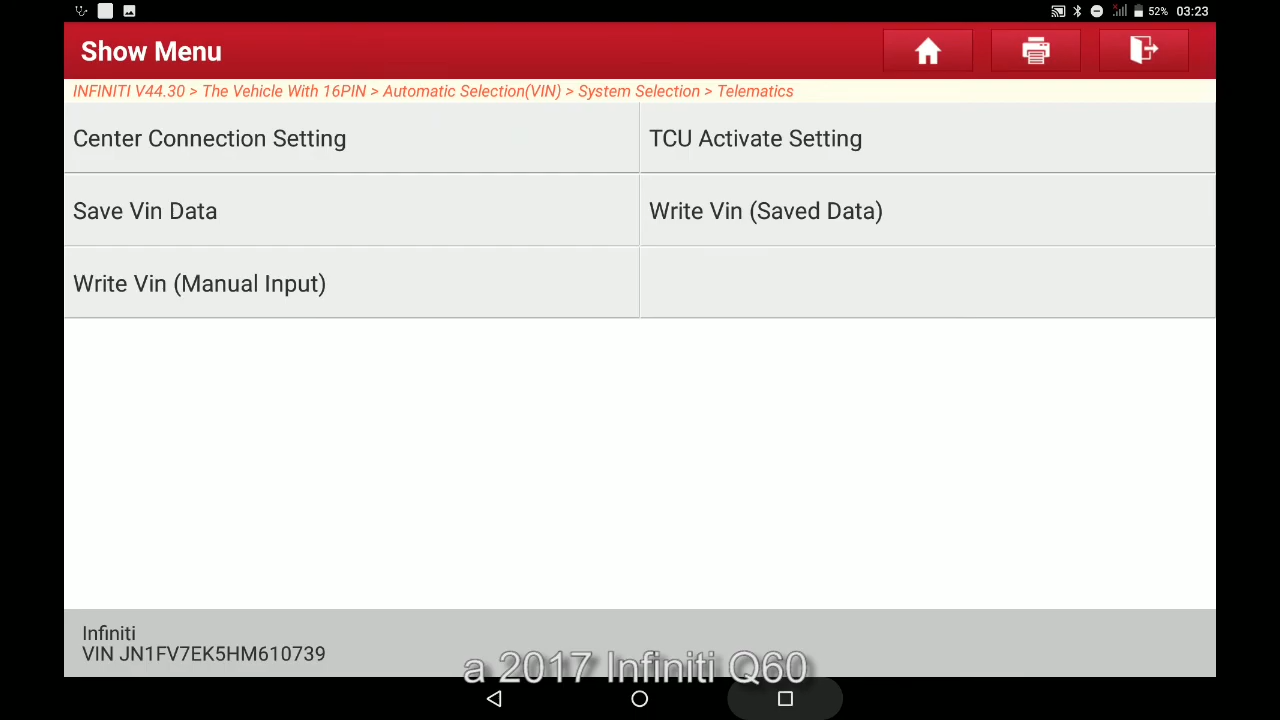 52% 03:23
Show Menu
INFINITI V44.30 > The Vehicle With 16PIN > Automatic Selection(VIN) > System Selection > Telematics
Center Connection Setting
TCU Activate Setting
Save Vin Data
Write Vin (Saved Data)
Write Vin (Manual Input)
Infiniti
VIN JN1FV7EK5HM610739
a 2017 Infiniti Q60